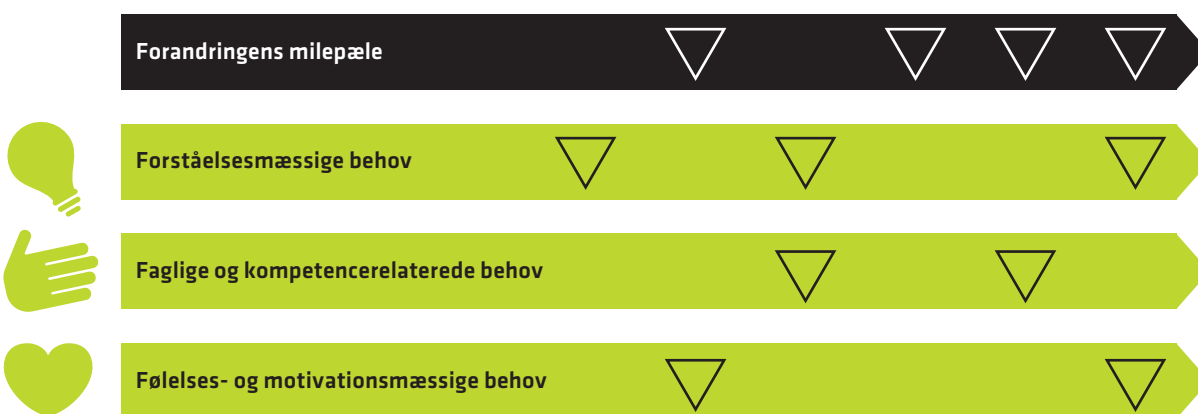 Forandringens milepæle
Forståelsesmæssige behov
Faglige og kompetencerelaterede behov
Følelses- og motivationsmæssige behov